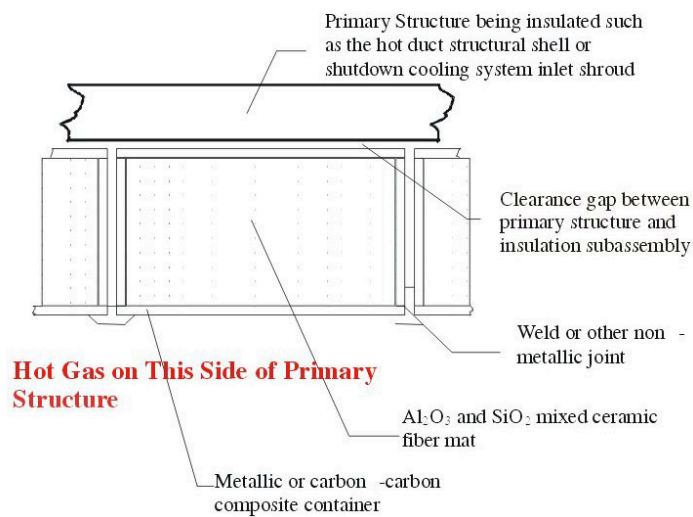 Primary Structure being insulated such
as the hot duct structural shell or
shutdown cooling system inlet shroud
Clearance gap between
primary structure and
insulation subassembly
Weld or other non -
metallic joint
Hot Gas on This Side of Primary
Structure
Al₂O₃ and SiO₂ mixed ceramic
fiber mat
Metallic or carbon -carbon
composite container